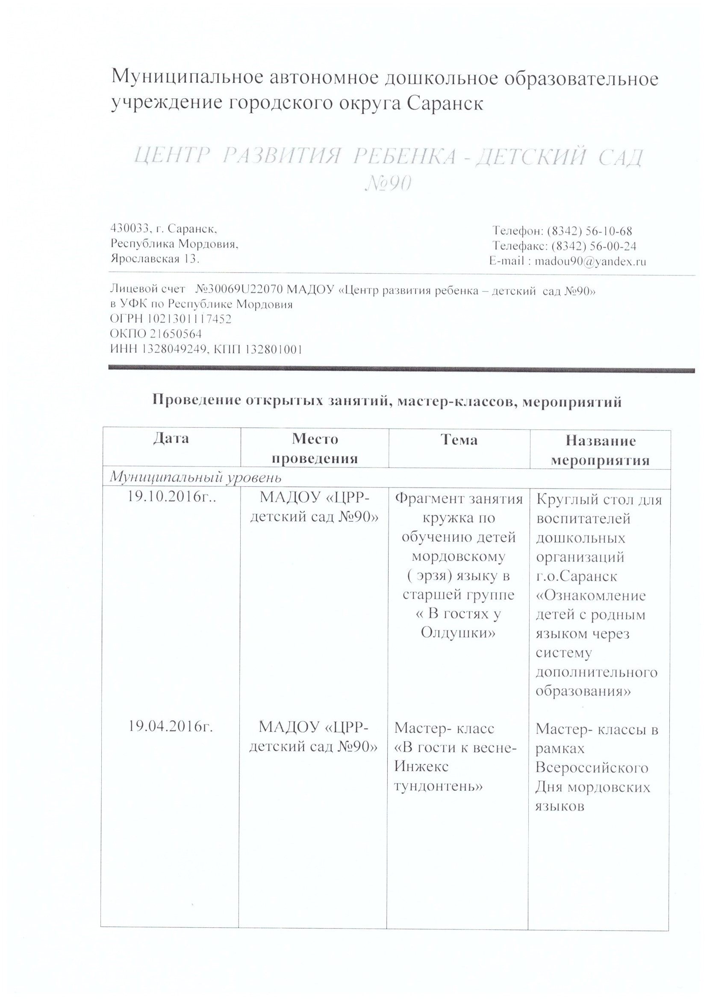 Муниципальное автономное дошкольное образовательное
учреждение городского округа Саранск
ЦЕНТР РАЗВИТИЯ РЕБЕНКА - ДЕТСКИЙ САД
№90
430033, г. Саранск,
Республика Мордовия,
Ярославская 13.
Телефон: (8342) 56-10-68
Телефакс: (8342) 56-00-24
E-mail : madou90@yandex.ru
Лицевой счет №30069U22070 МАДОУ «Центр развития ребенка – детский сад №90»
в УФК по Республике Мордовия
ОГРН 1021301117452
ОКПО 21650564
ИНН 1328049249, КПП 132801001
Проведение открытых занятий, мастер-классов, мероприятий
Дата
Место
проведения
Тема
Название
мероприятия
Муниципальный уровень
19.10.2016г..
МАДОУ «ЦРР-
детский сад №90»
Фрагмент занятия
кружка по
обучению детей
мордовскому
( эрзя) языку в
старшей группе
« В гостях у
Олдушки»
Круглый стол для
воспитателей
дошкольных
организаций
г.о.Саранск
«Ознакомление
детей с родным
языком через
систему
дополнительного
образования»
19.04.2016г.
МАДОУ «ЦРР-
детский сад №90»
Мастер- класс
«В гости к весне-
Инжекс
тундонтень»
Мастер- классы в
рамках
Всероссийского
Дня мордовских
языков